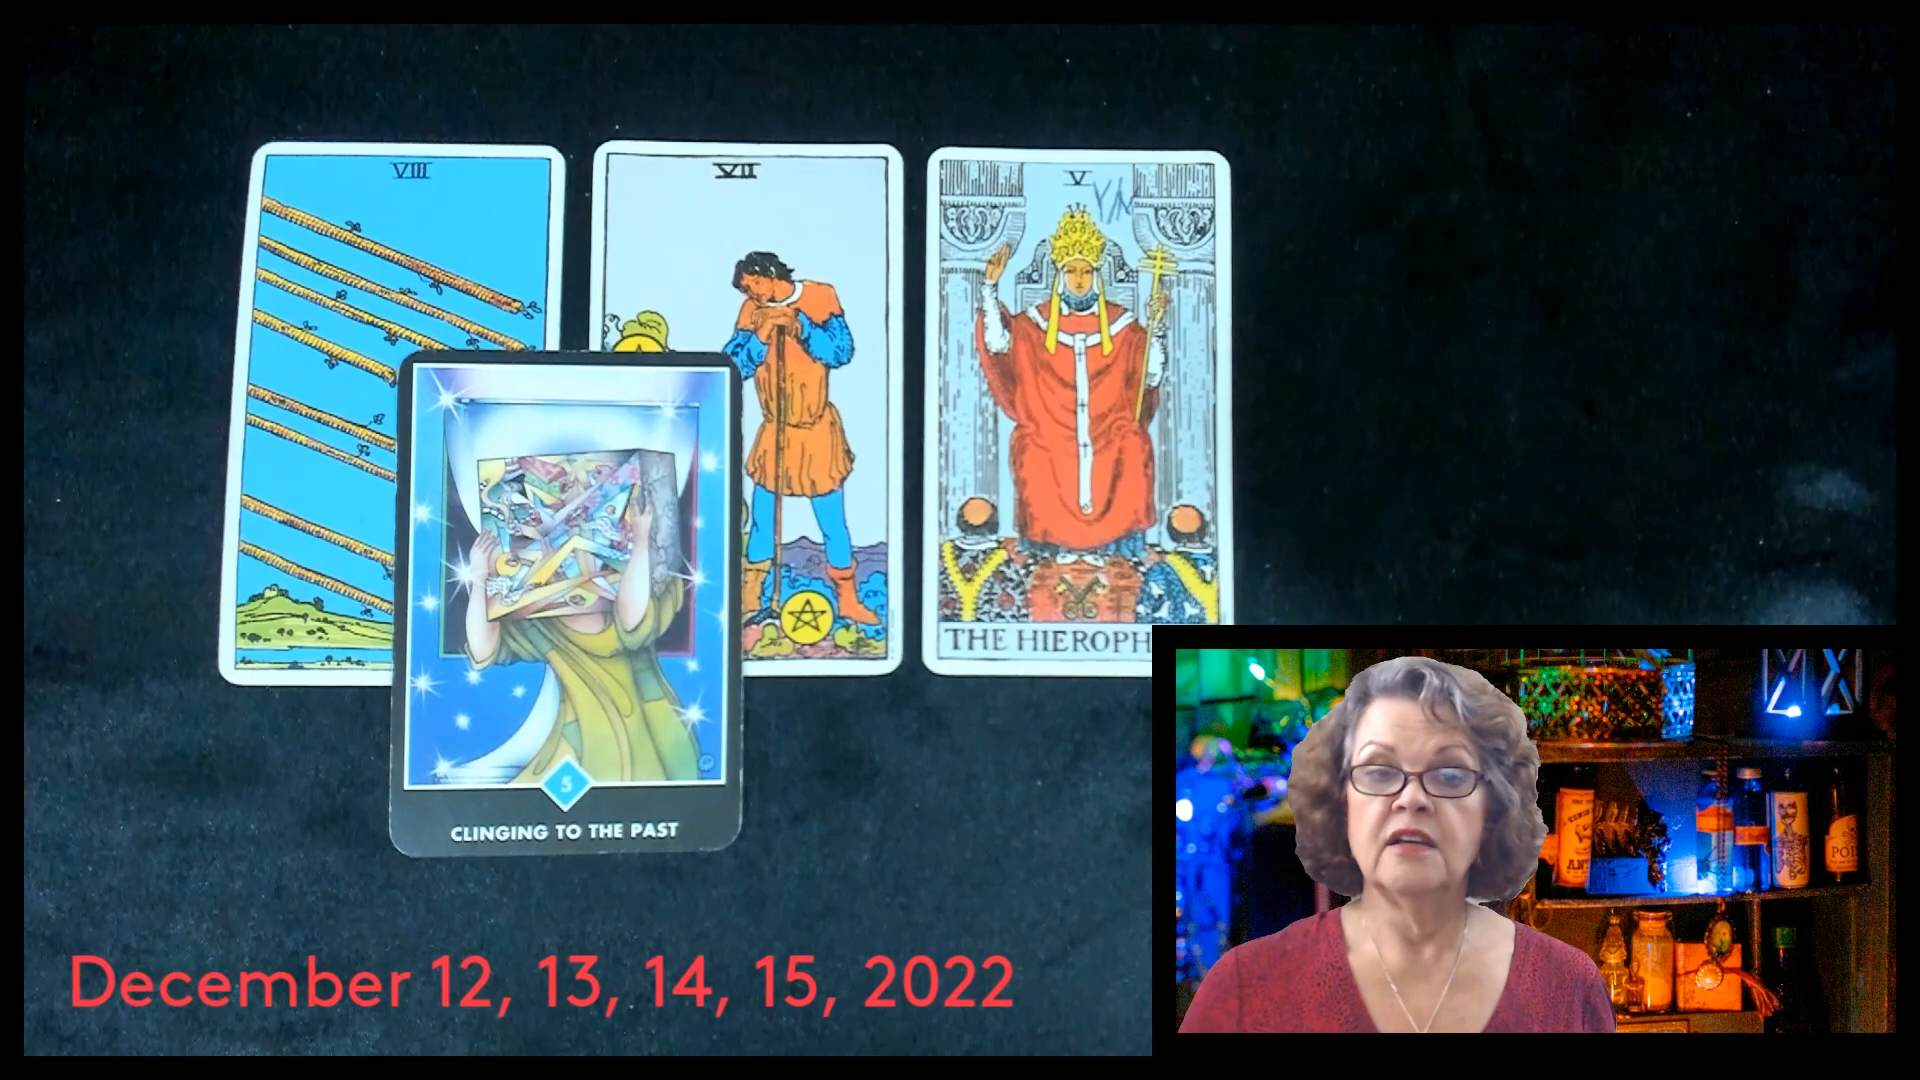 VIII
VII
V
THE HIEROPH
5
CLINGING TO THE PAST
December 12, 13, 14, 15, 2022